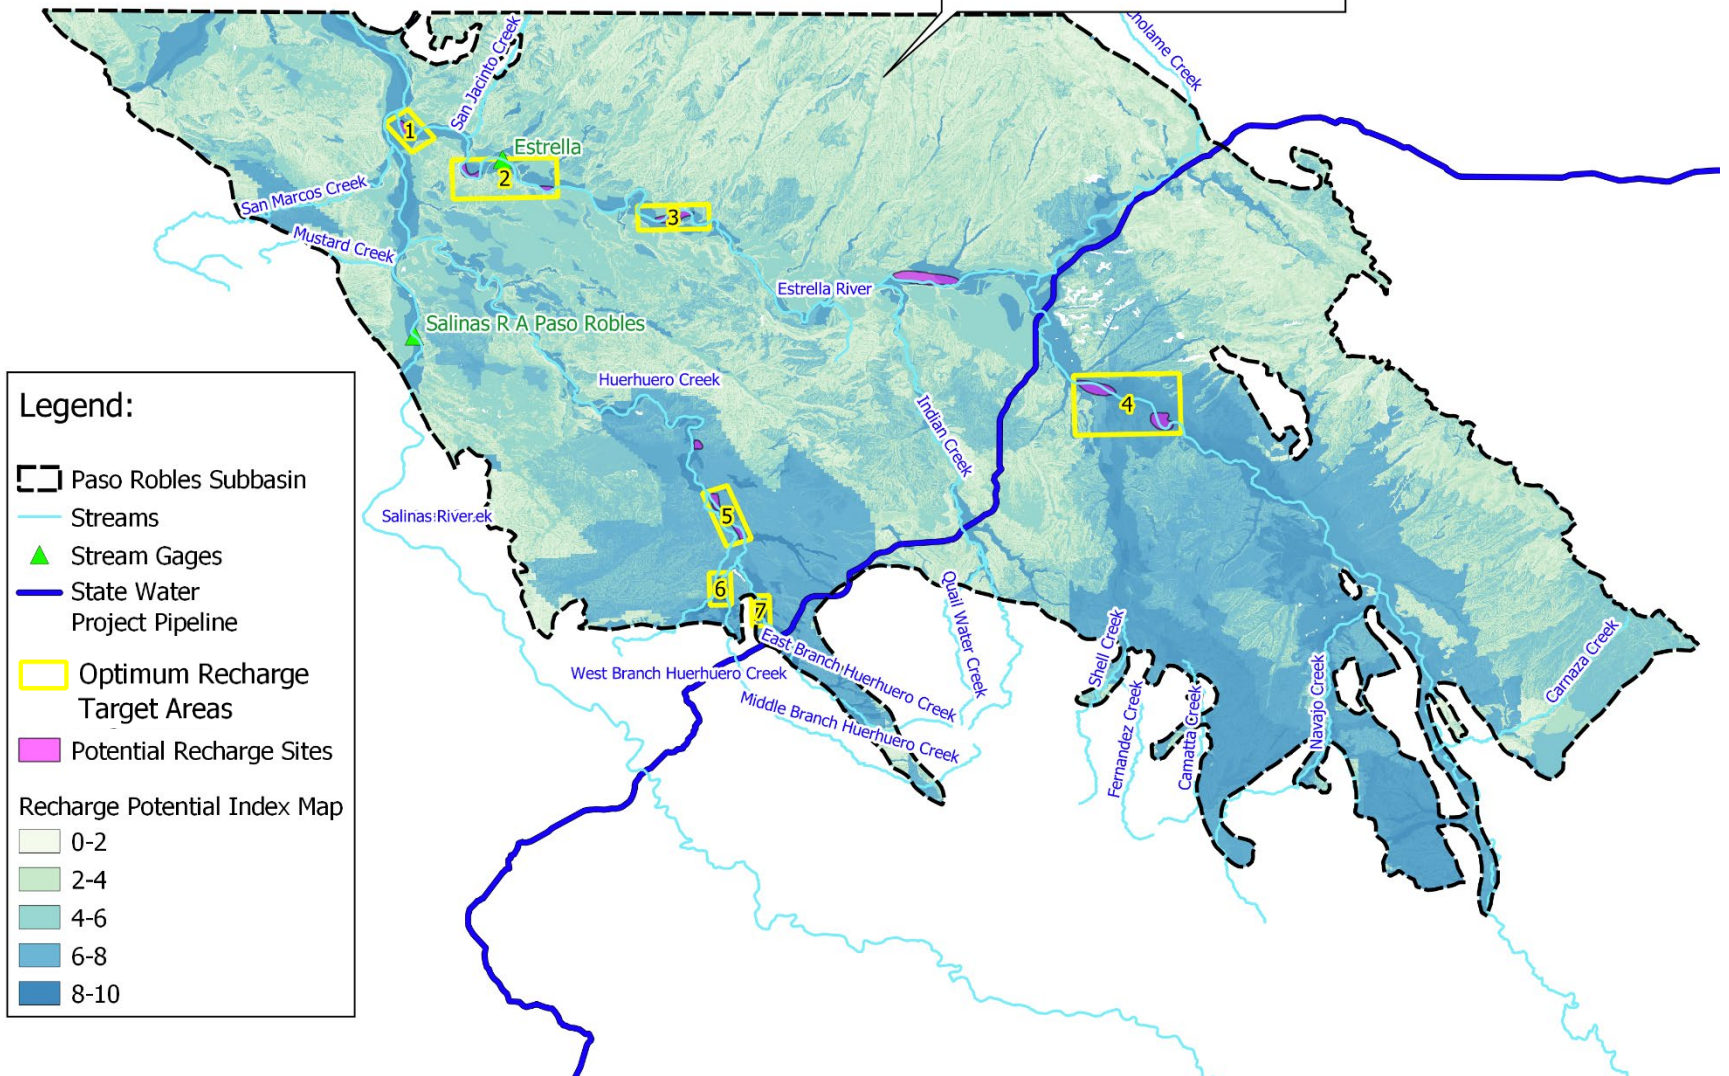 cholame Creek
San Jacinto Creek
1
Estrella
2
San Marcos Creek
3
Mustard Creek
Estrella River
Salinas R A Paso Robles
Huerhuero Creek
4
Indian Creek
5
Salinas River.ek
6
7
Quail Water Creek
East Branch Huerhuero Creek
West Branch Huerhuero Creek
Middle Branch Huerhuero Creek
Shell Creek
Fernandez Creek
Camatta Creek
Navajo Creek
Carnaza Creek
Legend:
Paso Robles Subbasin
Streams
Stream Gages
State Water
Project Pipeline
Optimum Recharge
Target Areas
Potential Recharge Sites
Recharge Potential Index Map
0-2
2-4
4-6
6-8
8-10